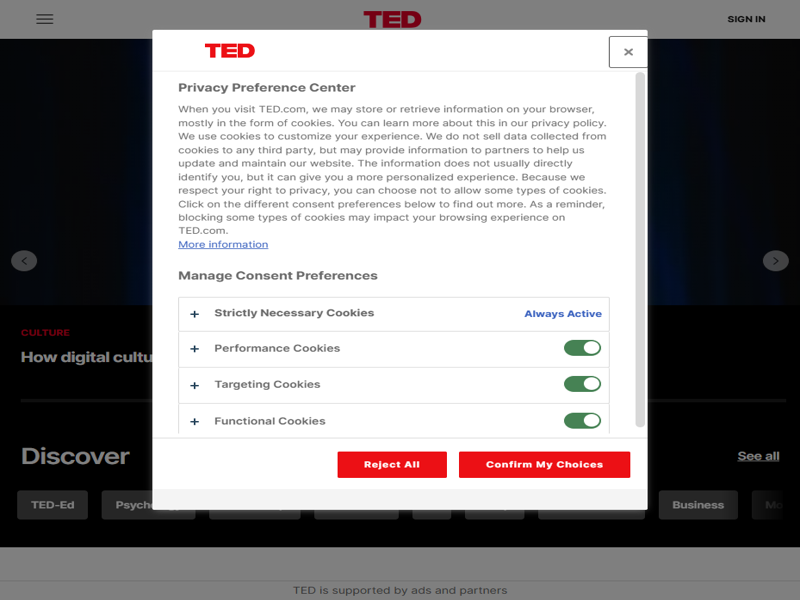 TED
SIGN IN
TED
Privacy Preference Center
When you visit TED.com, we may store or retrieve information on your browser,
mostly in the form of cookies. You can learn more about this in our privacy policy.
We use cookies to customize your experience. We do not sell data collected from
cookies to any third party, but may provide information to partners to help us
update and maintain our website. The information does not usually directly
identify you, but it can give you a more personalized experience. Because we
respect your right to privacy, you can choose not to allow some types of cookies.
Click on the different consent preferences below to find out more. As a reminder,
blocking some types of cookies may impact your browsing experience on
TED.com.
More information
Manage Consent Preferences
+ Strictly Necessary Cookies Always Active
+ Performance Cookies
+ Targeting Cookies
+ Functional Cookies
Reject All Confirm My Choices
CULTURE
How digital cultu
Discover
See all
TED-Ed
Psych
Business
Mo
TED is supported by ads and partners